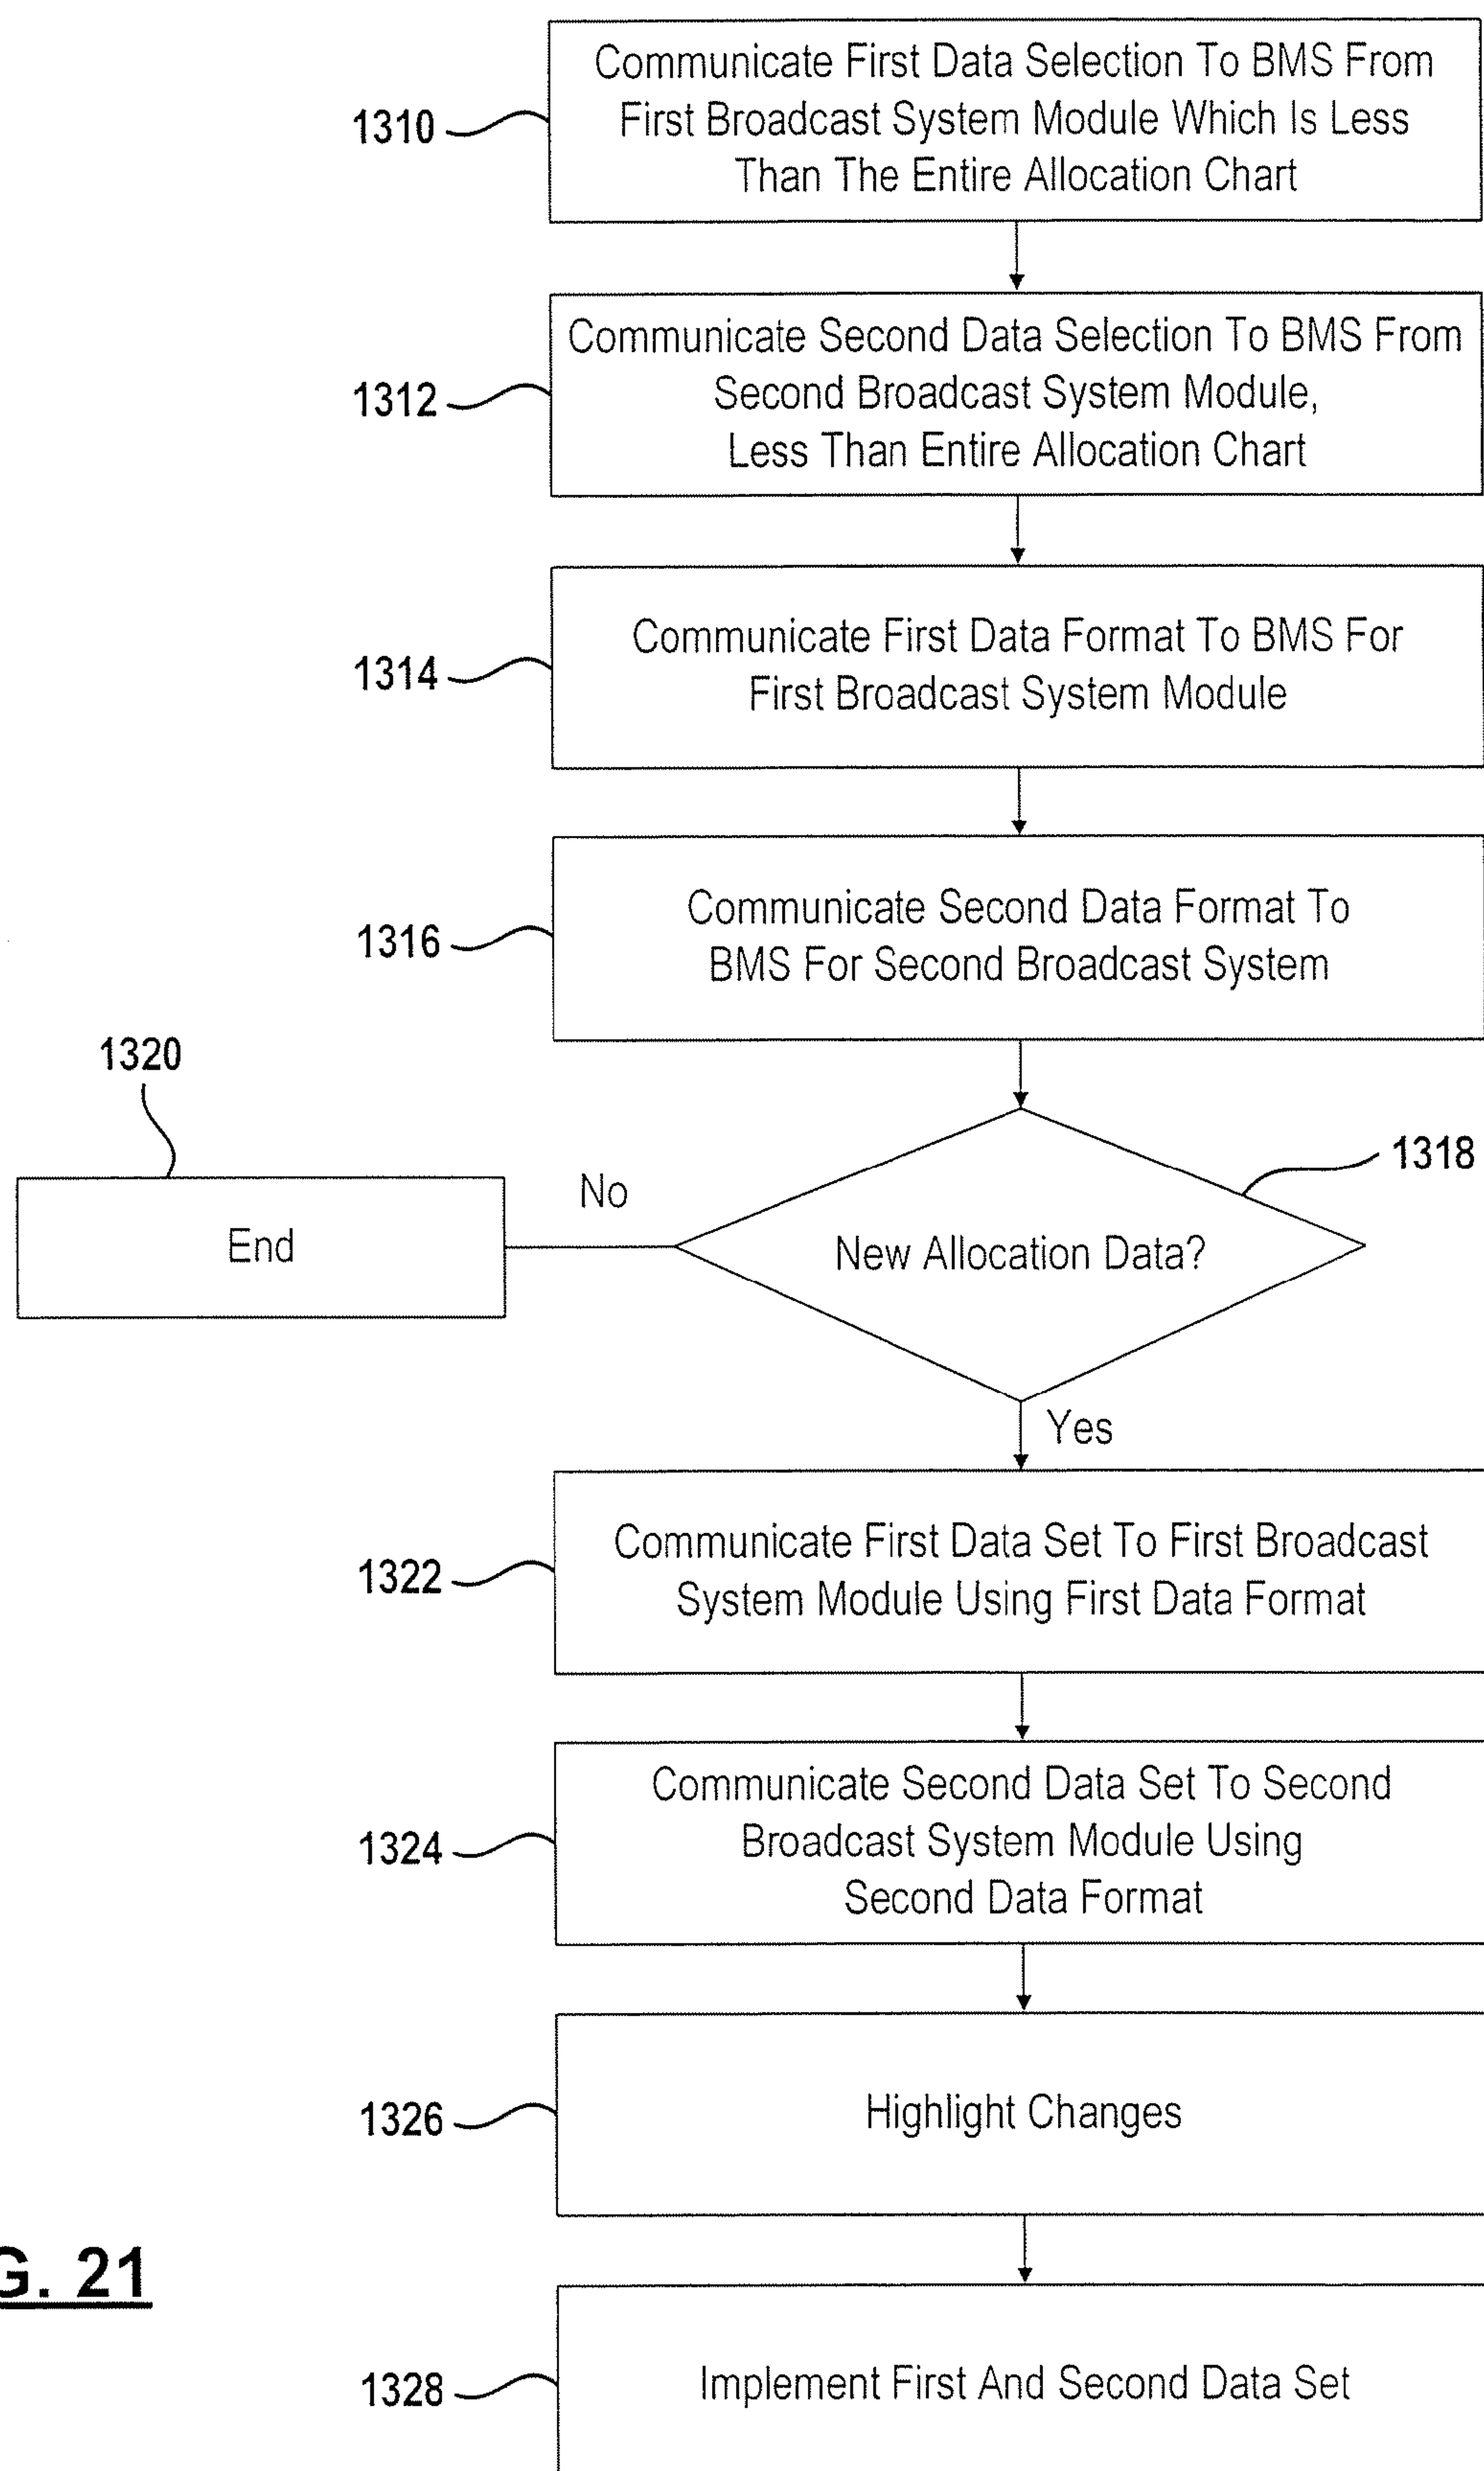 1310
Communicate First Data Selection To BMS From
First Broadcast System Module Which Is Less
Than The Entire Allocation Chart
1312
Communicate Second Data Selection To BMS From
Second Broadcast System Module,
Less Than Entire Allocation Chart
1314
Communicate First Data Format To BMS For
First Broadcast System Module
1316
Communicate Second Data Format To
BMS For Second Broadcast System
1320
End
No
1318
New Allocation Data?
Yes
1322
Communicate First Data Set To First Broadcast
System Module Using First Data Format
1324
Communicate Second Data Set To Second
Broadcast System Module Using
Second Data Format
1326
Highlight Changes
G. 21
1328
Implement First And Second Data Set